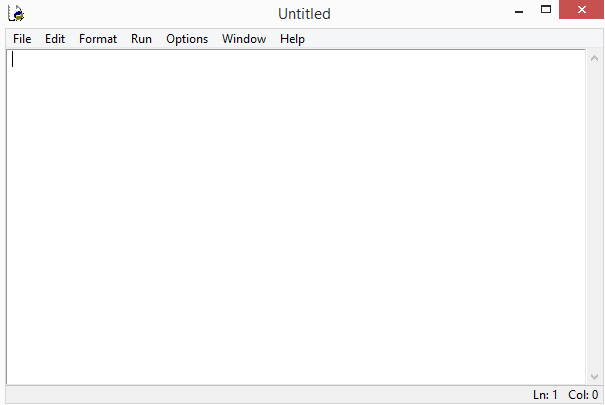 Untitled
File Edit Format Run Options Window Help
Ln: 1 Col: 0